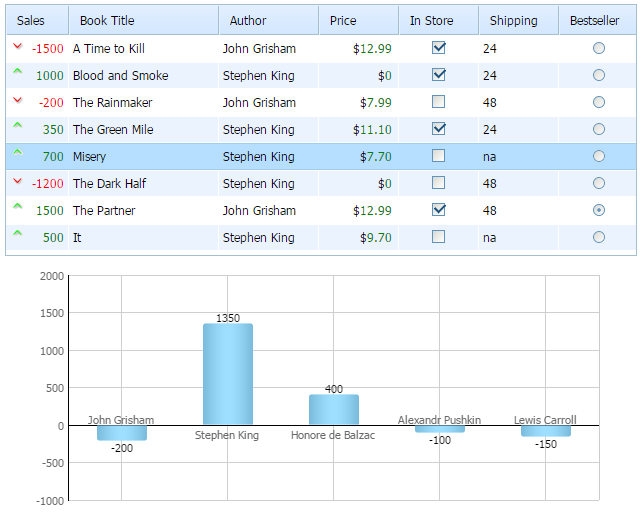 Sales Book Title Author Price In Store Shipping Bestseller
-1500 A Time to Kill John Grisham $12.99 24
1000 Blood and Smoke Stephen King $0 24
-200 The Rainmaker John Grisham $7.99 48
350 The Green Mile Stephen King $11.10 24
700 Misery Stephen King $7.70 na
-1200 The Dark Half Stephen King $0 48
1500 The Partner John Grisham $12.99 48
500 It Stephen King $9.70 na
2000
1500
1350
1000
500
400
John Grisham Alexandr Pushkin Lewis Carroll
0
Stephen King Honore de Balzac
-200 -100 -150
-500
-1000